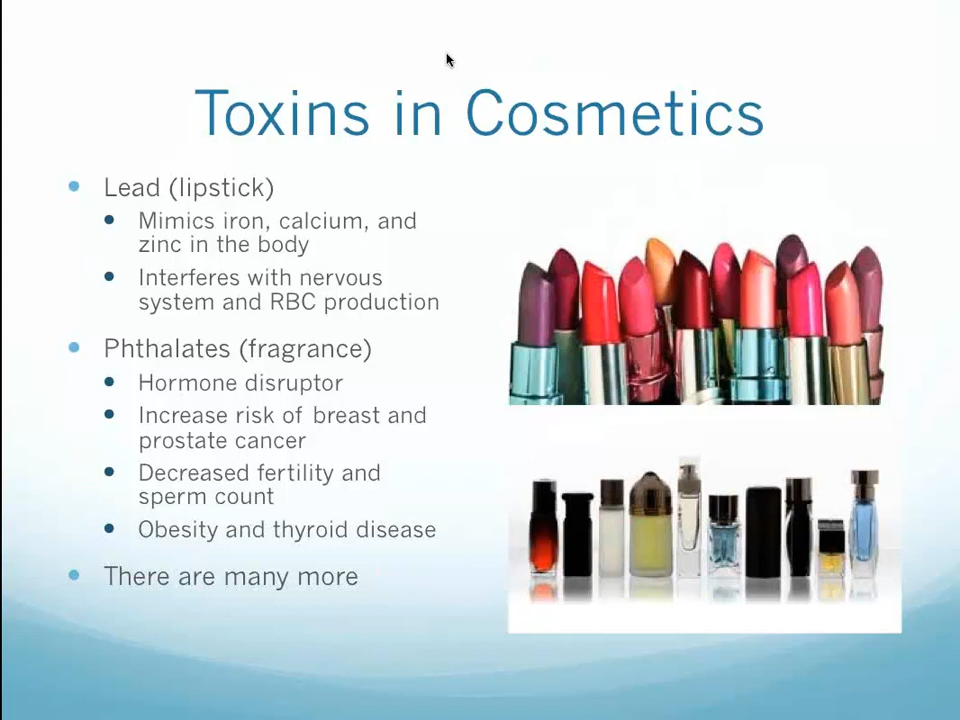 Toxins in Cosmetics
Lead (lipstick)
Mimics iron, calcium, and
zinc in the body
Interferes with nervous
system and RBC production
Phthalates (fragrance)
Hormone disruptor
Increase risk of breast and
prostate cancer
Decreased fertility and
sperm count
Obesity and thyroid disease
There are many more